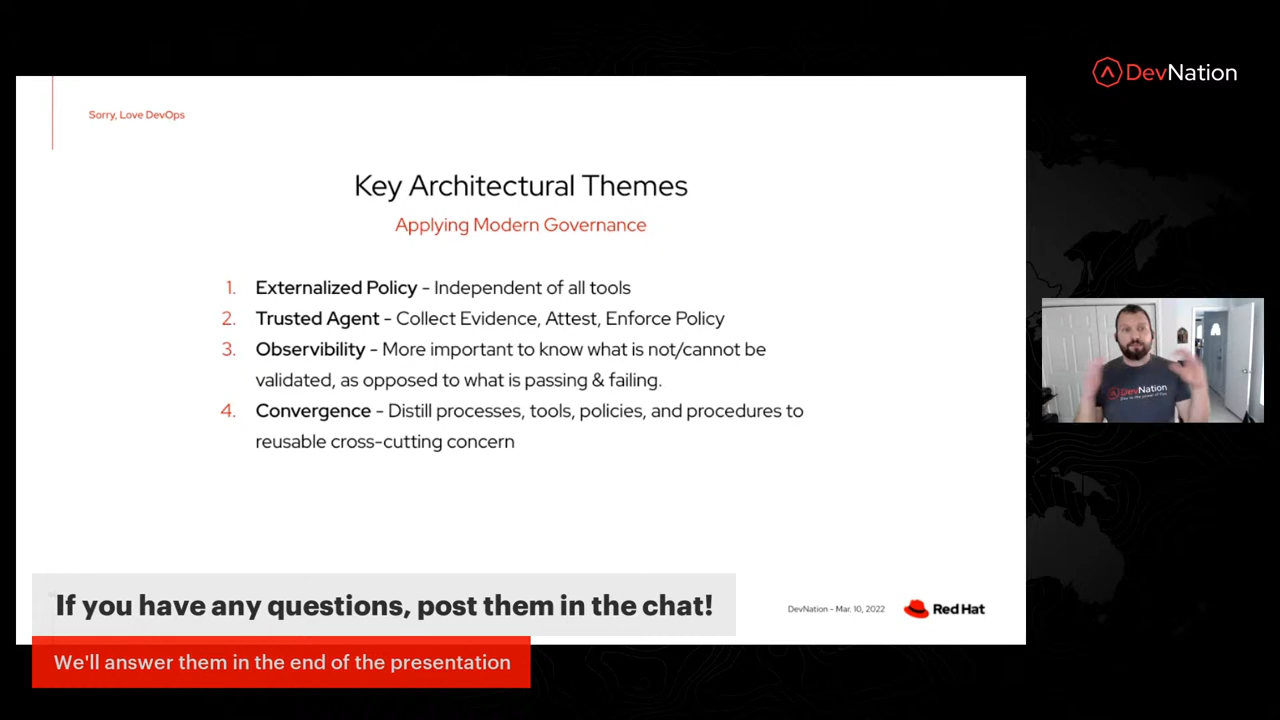 DevNation
Sorry, Love DevOps
Key Architectural Themes
Applying Modern Governance
1. Externalized Policy - Independent of all tools
2. Trusted Agent - Collect Evidence, Attest, Enforce Policy
3. Observibility - More important to know what is not/cannot be
validated, as opposed to what is passing & failing.
4. Convergence - Distill processes, tools, policies, and procedures to
reusable cross-cutting concern
DevNation
If you have any questions, post them in the chat!
DevNation - Mar. 10, 2022
Red Hat
We'll answer them in the end of the presentation